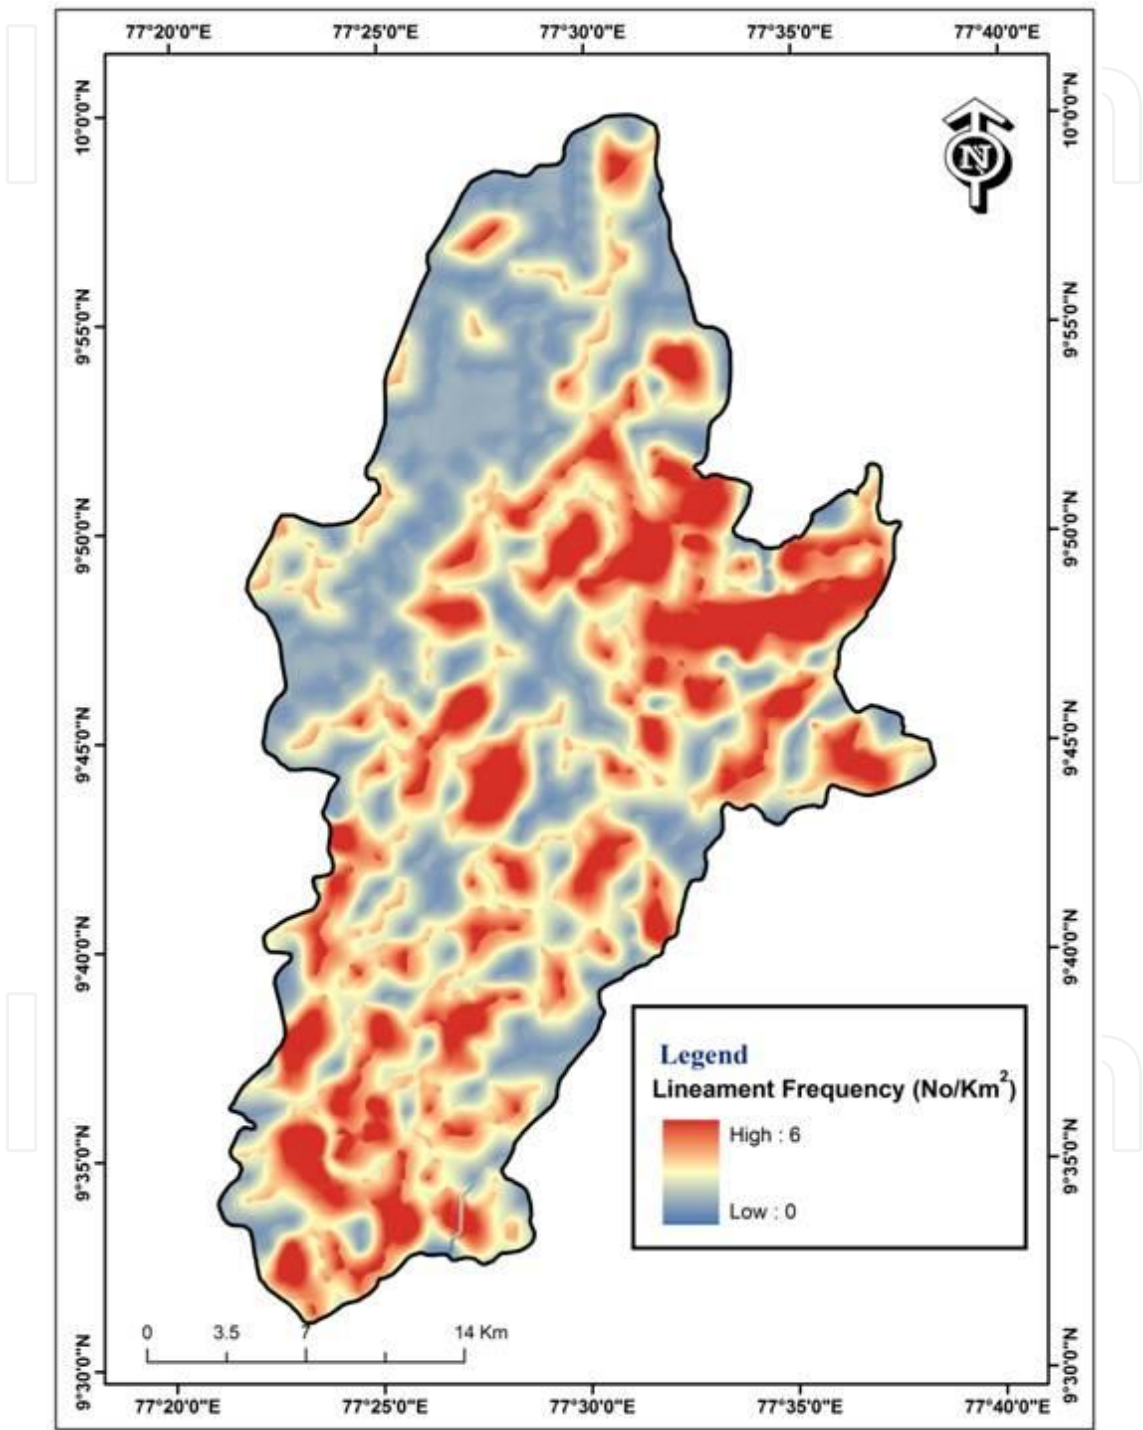 77°20'0"E 77°25'0"E 77°30'0"E 77°35'0"E 77°40'0"E
10°0'0"N 10°0'0"N
N
9°55'0"N 9°55'0"N
9°50'0"N 9°50'0"N
9°45'0"N 9°45'0"N
9°40'0"N 9°40'0"N
Legend
Lineament Frequency (No/Km²)
High : 6
Low : 0
9°35'0"N 9°35'0"N
0 3.5 7 14 Km
9°30'0"N 9°30'0"N
77°20'0"E 77°25'0"E 77°30'0"E 77°35'0"E 77°40'0"E